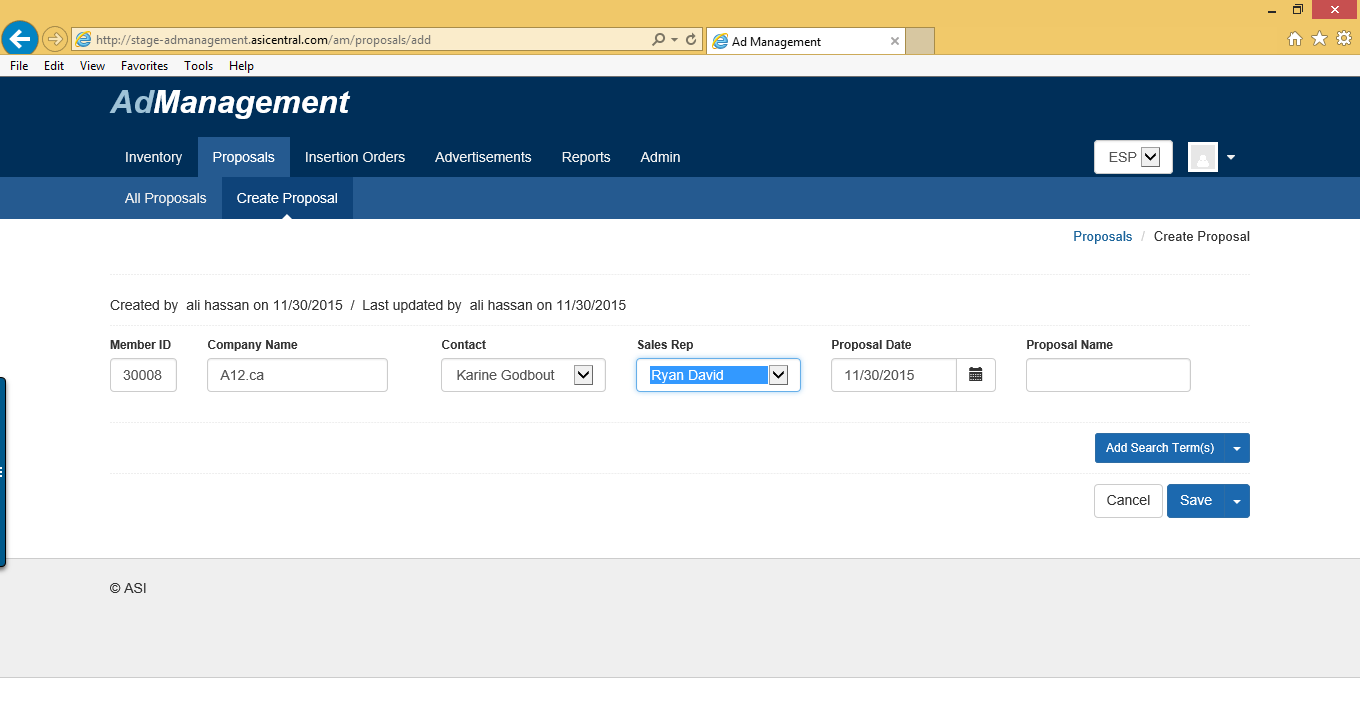 http://stage-admanagement.asicentral.com/am/proposals/add
Ad Management
File Edit View Favorites Tools Help
AdManagement
Inventory Proposals Insertion Orders Advertisements Reports Admin ESP
All Proposals Create Proposal
Proposals / Create Proposal
Created by ali hassan on 11/30/2015 / Last updated by ali hassan on 11/30/2015
Member ID Company Name Contact Sales Rep Proposal Date Proposal Name
30008 A12.ca Karine Godbout Ryan David 11/30/2015
Add Search Term(s)
Cancel Save
© ASI